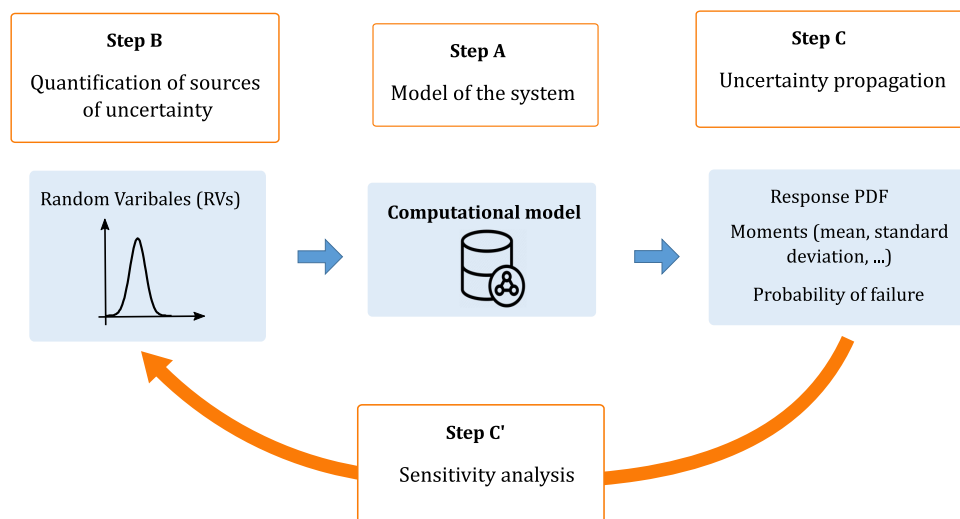 Step B
Quantification of sources
of uncertainty
Step A
Model of the system
Step C
Uncertainty propagation
Random Varibales (RVs)
Computational model
Response PDF
Moments (mean, standard
deviation, ...)
Probability of failure
Step C'
Sensitivity analysis